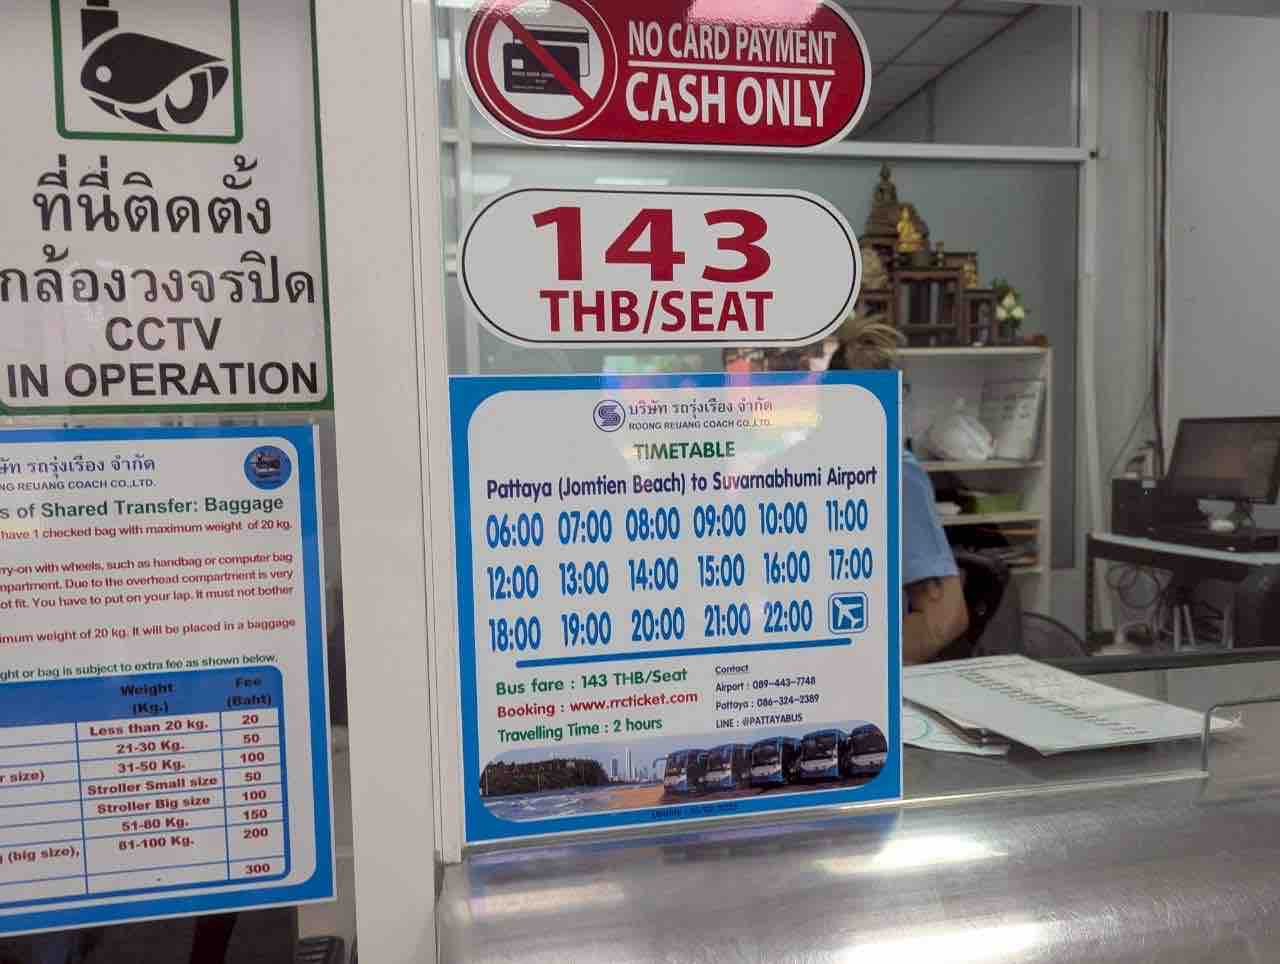 ที่นี่ติดตั้ง
กล้องวงจรปิด
CCTV
IN OPERATION
รถรุ่งเรือง จำกัด
NG REUANG COACH CO.,LTD.
s of Shared Transfer: Baggage
have 1 checked bag with maximum weight of 20 kg.
rry-on with wheels, such as handbag or computer bag
mpartment. Due to the overhead compartment is very
ot fit. You have to put on your lap. It must not bother
imum weight of 20 kg. It will be placed in a baggage
ght or bag is subject to extra fee as shown below.
Weight (Kg.) Fee (Baht)
Less than 20 kg. 20
21-30 Kg. 50
r size) 31-50 Kg. 100
Stroller Small size 50
Stroller Big size 100
51-80 Kg. 150
(big size), 81-100 Kg. 200
300
NO CARD PAYMENT
CASH ONLY
143
THB/SEAT
บริษัท รถรุ่งเรือง จำกัด
ROONG REUANG COACH CO.,LTD.
TIMETABLE
Pattaya (Jomtien Beach) to Suvarnabhumi Airport
06:00 07:00 08:00 09:00 10:00 11:00
12:00 13:00 14:00 15:00 16:00 17:00
18:00 19:00 20:00 21:00 22:00
Bus fare : 143 THB/Seat
Booking : www.rrcticket.com
Travelling Time : 2 hours
Contact
Airport : 089-443-7748
Pattaya : 086-324-2389
LINE : @PATTAYABUS